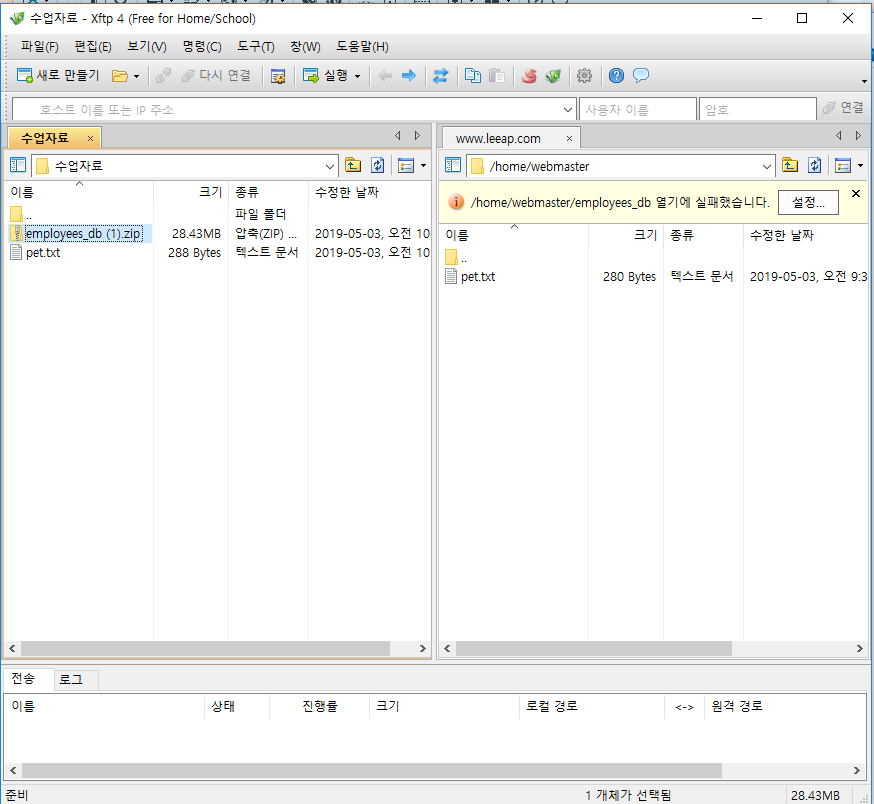 수업자료 - Xftp 4 (Free for Home/School)
파일(F) 편집(E) 보기(V) 명령(C) 도구(T) 창(W) 도움말(H)
새로 만들기 다시 연결 실행
호스트 이름 또는 IP 주소 사용자 이름 암호 연결
수업자료
수업자료
이름 크기 종류 수정한 날짜
.. 파일 폴더
employees_db (1).zip 28.43MB 압축(ZIP) ... 2019-05-03, 오전 10
pet.txt 288 Bytes 텍스트 문서 2019-05-03, 오전 10
www.leeap.com
/home/webmaster
/home/webmaster/employees_db 열기에 실패했습니다. 설정...
이름 크기 종류 수정한 날짜
..
pet.txt 280 Bytes 텍스트 문서 2019-05-03, 오전 9:3
전송 로그
이름 상태 진행률 크기 로컬 경로 <-> 원격 경로
준비 1 개체가 선택됨 28.43MB